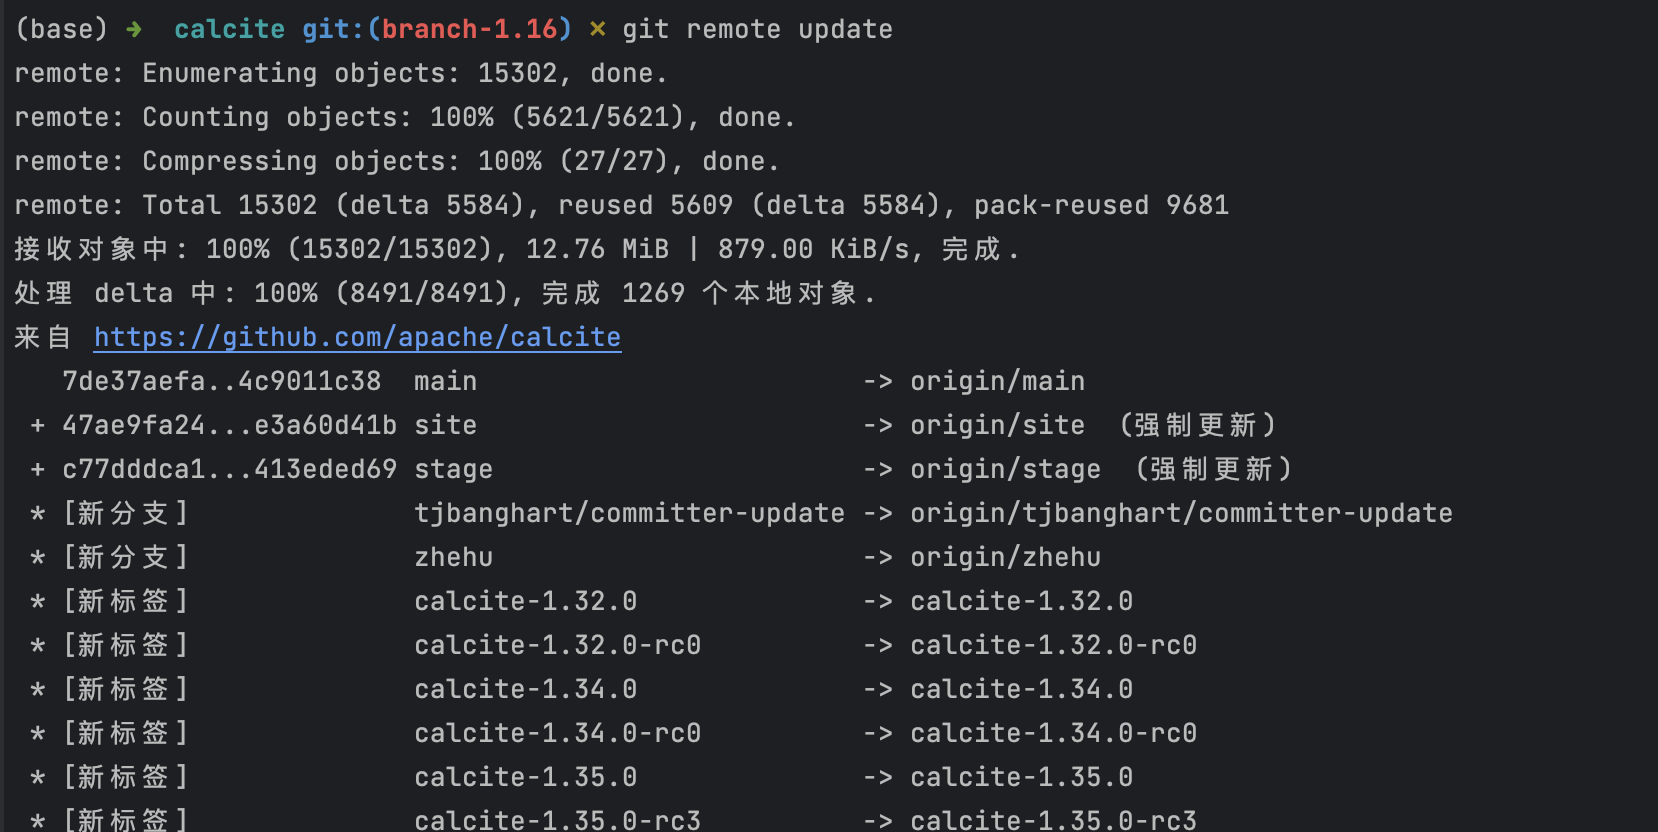 (base) ➜ calcite git:(branch-1.16) ✗ git remote update
remote: Enumerating objects: 15302, done.
remote: Counting objects: 100% (5621/5621), done.
remote: Compressing objects: 100% (27/27), done.
remote: Total 15302 (delta 5584), reused 5609 (delta 5584), pack-reused 9681
接收对象中: 100% (15302/15302), 12.76 MiB | 879.00 KiB/s, 完成.
处理 delta 中: 100% (8491/8491), 完成 1269 个本地对象.
来自 https://github.com/apache/calcite
7de37aefa..4c9011c38 main -> origin/main
+ 47ae9fa24...e3a60d41b site -> origin/site (强制更新)
+ c77dddca1...413eded69 stage -> origin/stage (强制更新)
* [新分支] tjbanghart/committer-update -> origin/tjbanghart/committer-update
* [新分支] zhehu -> origin/zhehu
* [新标签] calcite-1.32.0 -> calcite-1.32.0
* [新标签] calcite-1.32.0-rc0 -> calcite-1.32.0-rc0
* [新标签] calcite-1.34.0 -> calcite-1.34.0
* [新标签] calcite-1.34.0-rc0 -> calcite-1.34.0-rc0
* [新标签] calcite-1.35.0 -> calcite-1.35.0
* [新标签] calcite-1.35.0-rc3 -> calcite-1.35.0-rc3